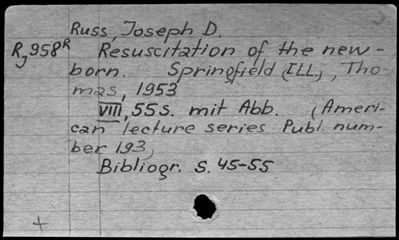 Russ, Joseph D.
Rj958R Resuscitation of the new-
born. Springfield (ILL), Tho-
mas, 1953
VIII, 55 s. mit Abb. (Ameri-
can lecture series Publ. num-
ber 193)
Bibliogr. S. 45-55